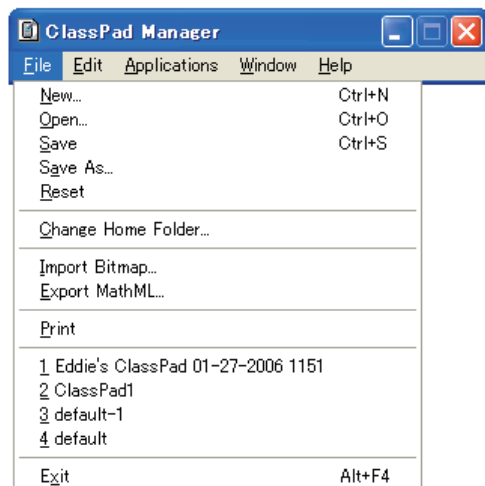 ClassPad Manager
File Edit Applications Window Help
New... Ctrl+N
Open... Ctrl+O
Save Ctrl+S
Save As...
Reset
Change Home Folder...
Import Bitmap...
Export MathML...
Print
1 Eddie's ClassPad 01-27-2006 1151
2 ClassPad1
3 default-1
4 default
Exit Alt+F4